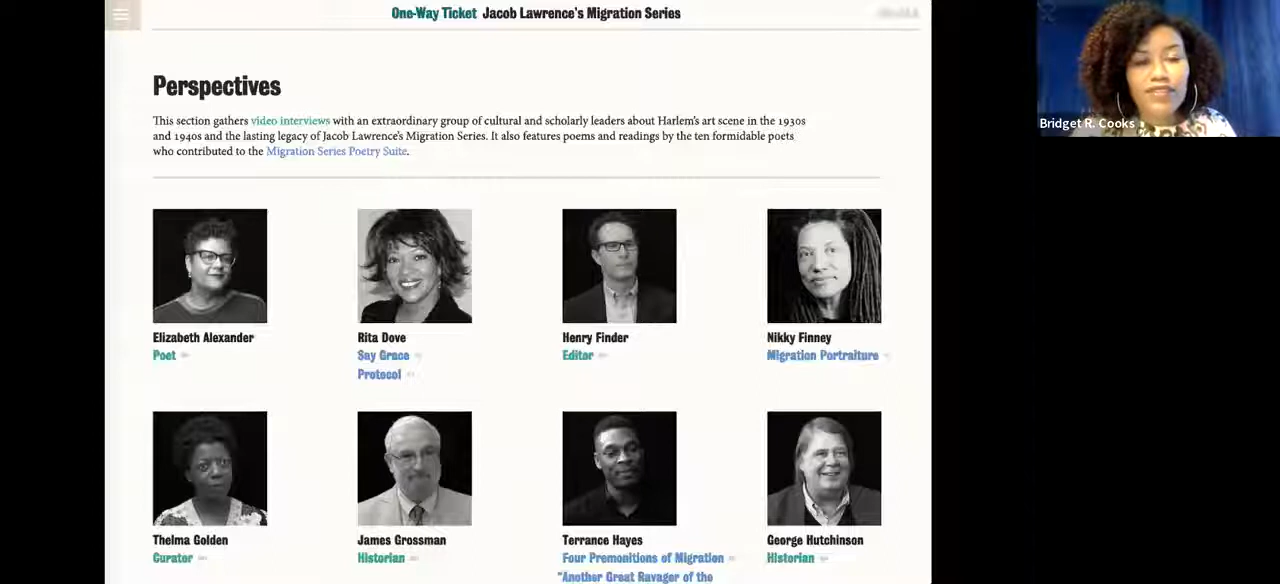 One-Way Ticket Jacob Lawrence's Migration Series
Bridget R. Cooks
Perspectives
This section gathers video interviews with an extraordinary group of cultural and scholarly leaders about Harlem's art scene in the 1930s
and 1940s and the lasting legacy of Jacob Lawrence's Migration Series. It also features poems and readings by the ten formidable poets
who contributed to the Migration Series Poetry Suite.
Elizabeth Alexander
Poet
Rita Dove
Say Grace
Protocol
Henry Finder
Editor
Nikky Finney
Migration Portraiture
Thelma Golden
Curator
James Grossman
Historian
Terrance Hayes
Four Premonitions of Migration
"Another Great Ravager of the
George Hutchinson
Historian